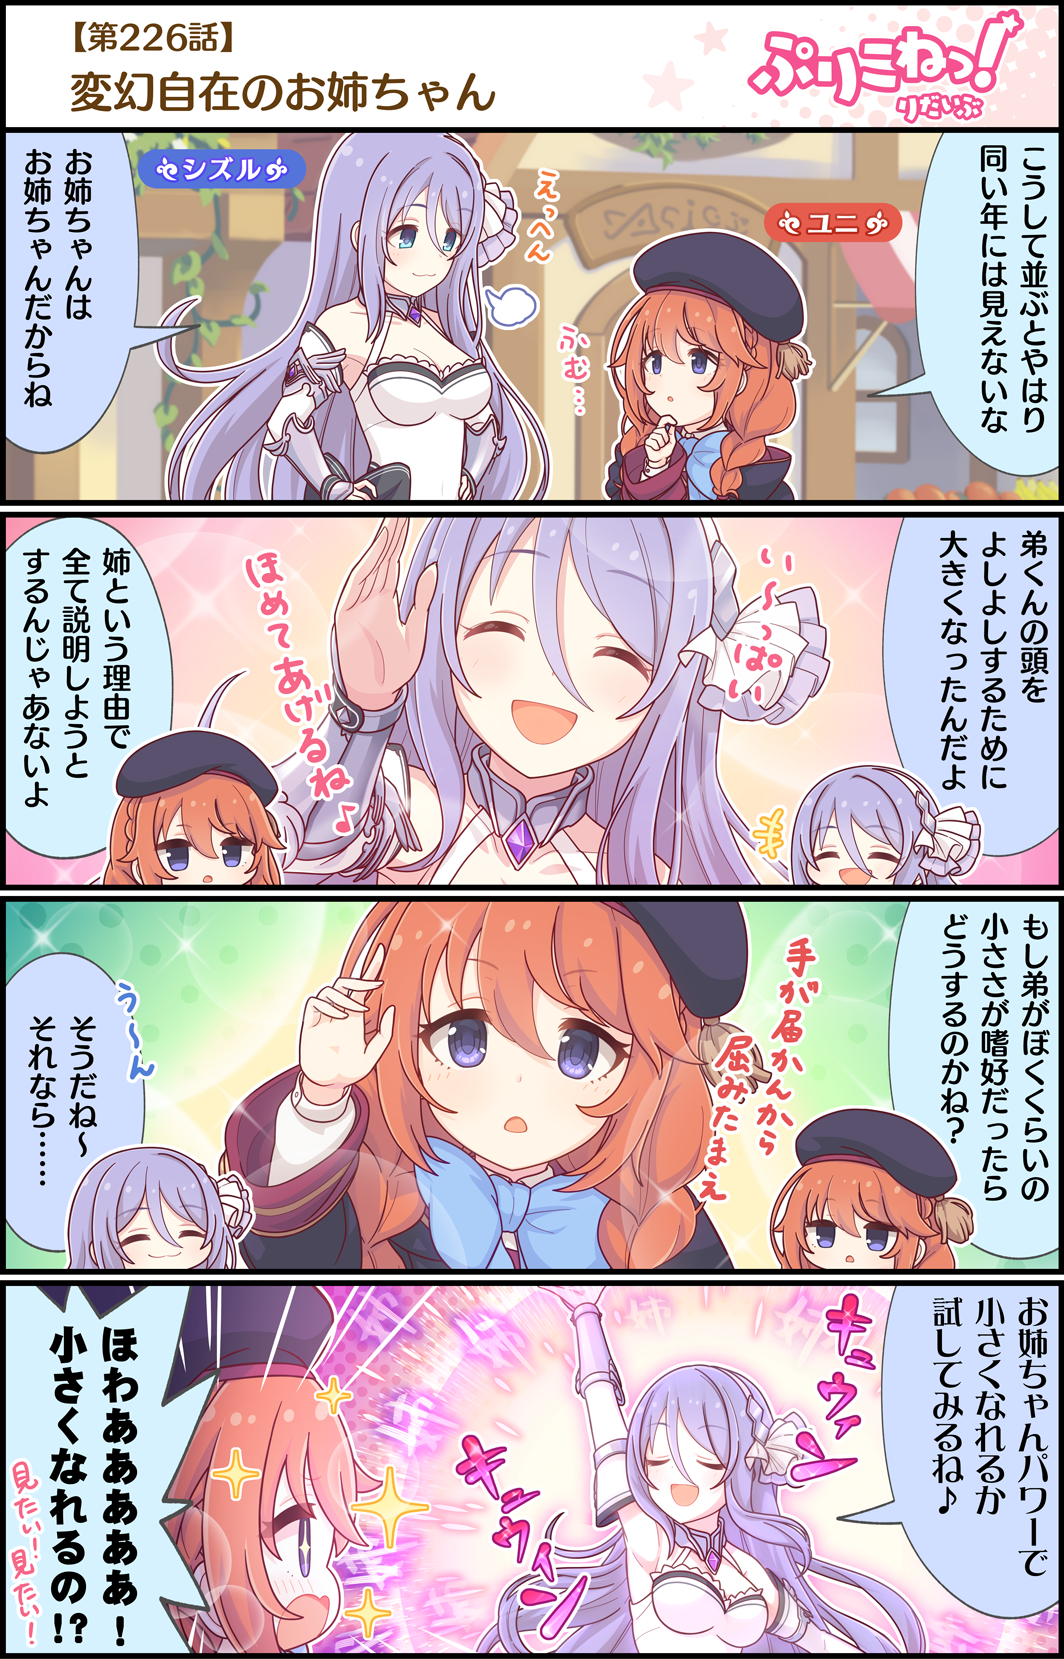 【第226話】
変幻自在のお姉ちゃん
ぷりこねっ!
りだいぶ
こうして並ぶとやはり
同い年には見えないな
ユニ
ふむ…
シズル
えっへん
お姉ちゃんは
お姉ちゃんだからね
弟くんの頭を
よしよしするために
大きくなったんだよ
い〜っぱい
ほめてあげるね♪
姉という理由で
全て説明しようと
するんじゃあないよ
もし弟がぼくくらいの
小ささが嗜好だったら
どうするのかね?
手が届かんから
屈みたまえ
う〜ん
そうだね〜
それなら……
お姉ちゃんパワーで
小さくなれるか
試してみるね♪
キュウィン
キュウィン
姉
姉
姉
姉
ほわあああああ!
小さくなれるの!?
見たい!見たい!